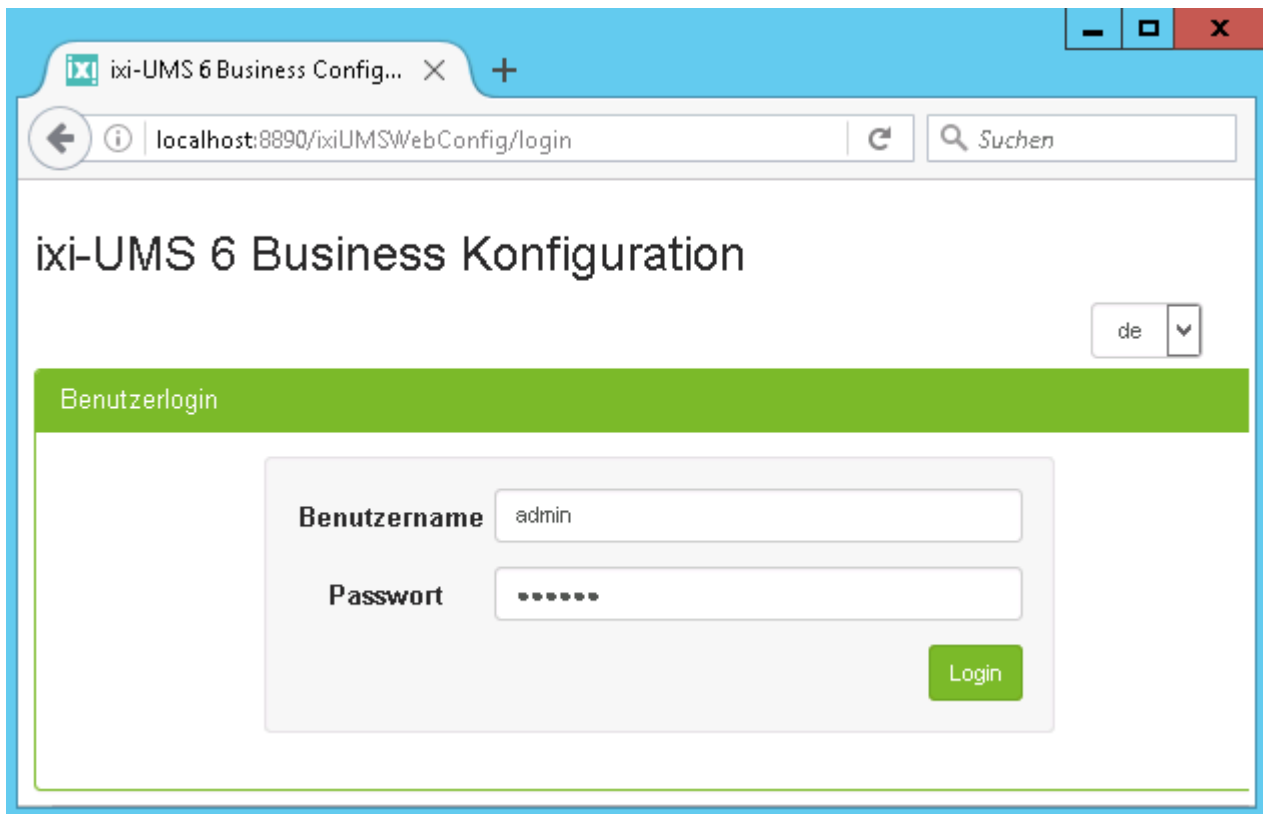 ixi ixi-UMS 6 Business Config...
localhost:8890/ixiUMSWebConfig/login
Suchen
ixi-UMS 6 Business Konfiguration
de
Benutzerlogin
Benutzername admin
Passwort ••••••
Login